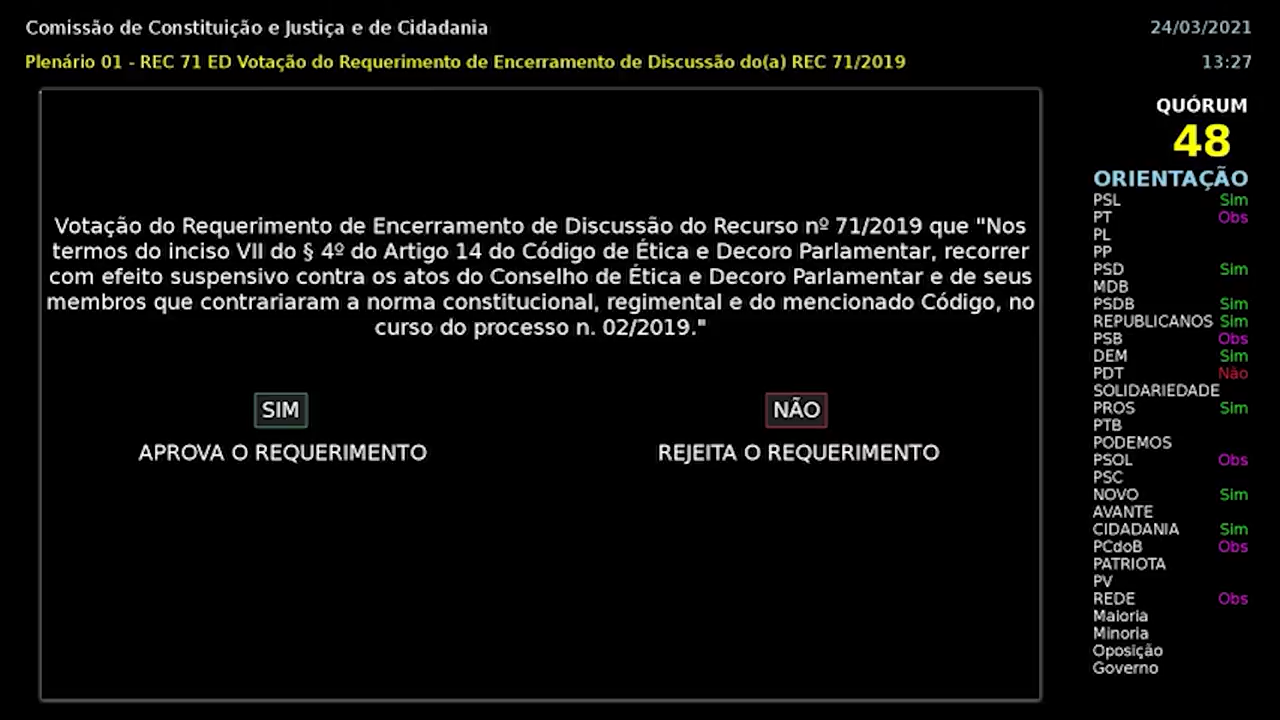 Comissão de Constituição e Justiça e de Cidadania
24/03/2021
Plenário 01 - REC 71 ED Votação do Requerimento de Encerramento de Discussão do(a) REC 71/2019
13:27
Votação do Requerimento de Encerramento de Discussão do Recurso nº 71/2019 que "Nos
termos do inciso VII do § 4º do Artigo 14 do Código de Ética e Decoro Parlamentar, recorrer
com efeito suspensivo contra os atos do Conselho de Ética e Decoro Parlamentar e de seus
membros que contrariaram a norma constitucional, regimental e do mencionado Código, no
curso do processo n. 02/2019."
SIM
APROVA O REQUERIMENTO
NÃO
REJEITA O REQUERIMENTO
QUÓRUM
48
ORIENTAÇÃO
PSL Sim
PT Obs
PL
PP
PSD Sim
MDB
PSDB Sim
REPUBLICANOS Sim
PSB Obs
DEM Sim
PDT Não
SOLIDARIEDADE
PROS Sim
PTB
PODEMOS
PSOL Obs
PSC
NOVO Sim
AVANTE
CIDADANIA Sim
PCdoB Obs
PATRIOTA
PV
REDE Obs
Maioria
Minoria
Oposição
Governo